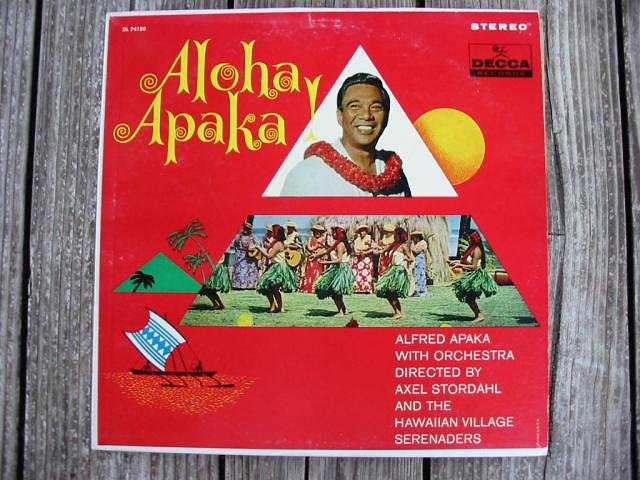 DL 74180
STEREO
DECCA
RECORDS
Aloha
Apaka!
ALFRED APAKA
WITH ORCHESTRA
DIRECTED BY
AXEL STORDAHL
AND THE
HAWAIIAN VILLAGE
SERENADERS